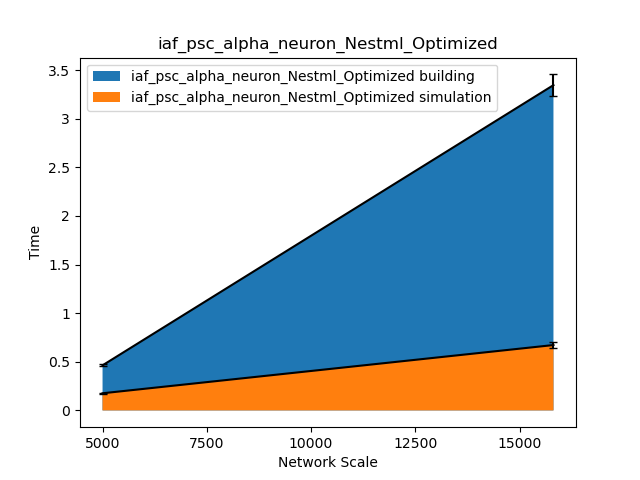 iaf_psc_alpha_neuron_Nestml_Optimized
iaf_psc_alpha_neuron_Nestml_Optimized building
iaf_psc_alpha_neuron_Nestml_Optimized simulation
3.5
3
2.5
2
1.5
1
0.5
0
Time
5000 7500 10000 12500 15000
Network Scale